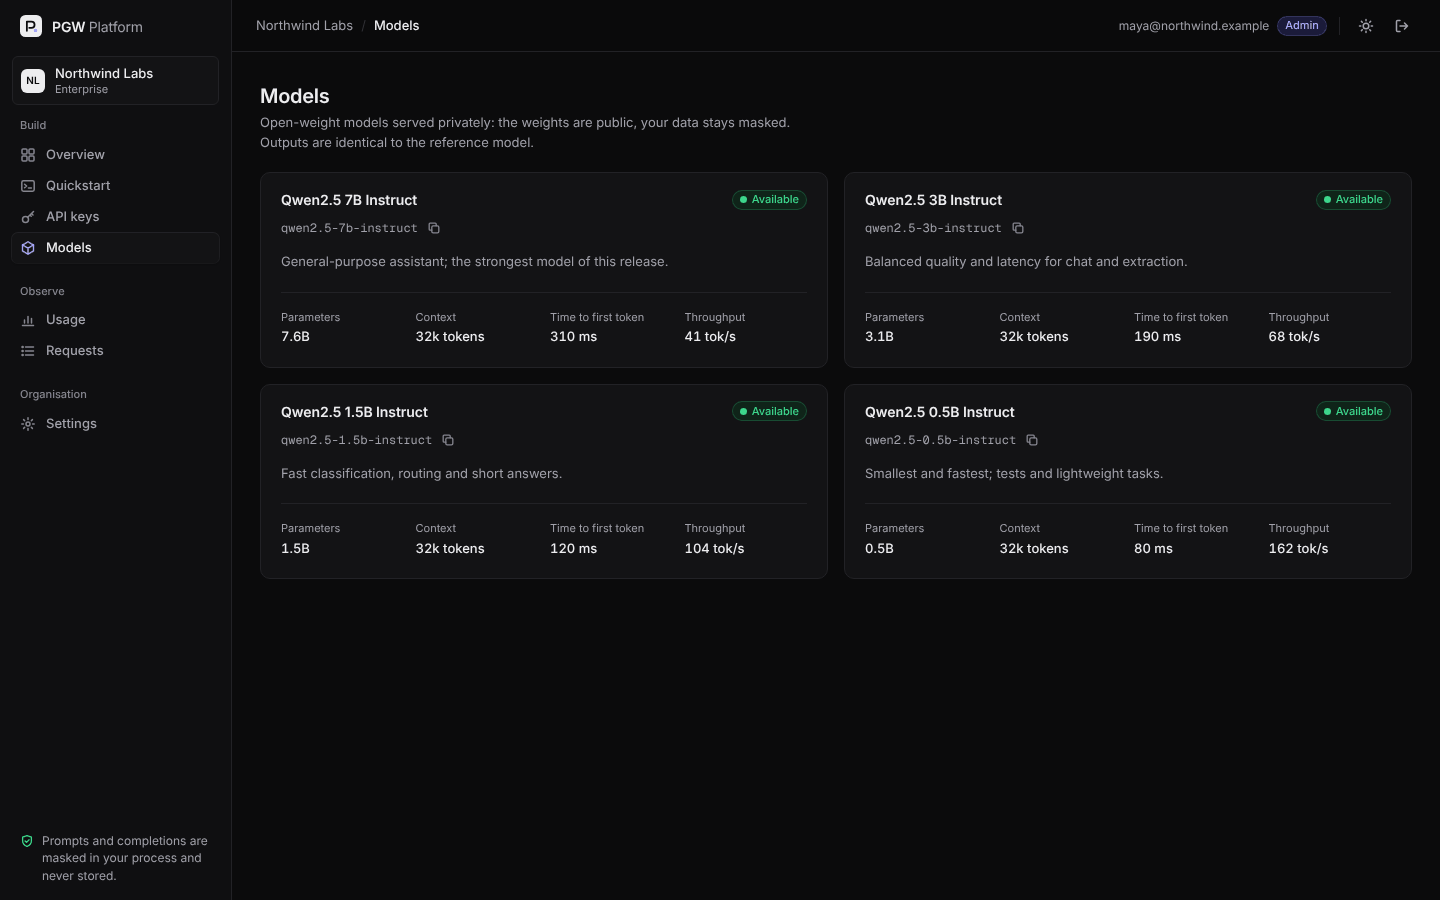 PGW Platform
NL
Northwind Labs
Enterprise
Build
Overview
Quickstart
API keys
Models
Observe
Usage
Requests
Organisation
Settings
Prompts and completions are
masked in your process and
never stored.
Northwind Labs / Models
maya@northwind.example Admin
Models
Open-weight models served privately: the weights are public, your data stays masked.
Outputs are identical to the reference model.
Qwen2.5 7B Instruct
Available
qwen2.5-7b-instruct
General-purpose assistant; the strongest model of this release.
Parameters Context Time to first token Throughput
7.6B 32k tokens 310 ms 41 tok/s
Qwen2.5 3B Instruct
Available
qwen2.5-3b-instruct
Balanced quality and latency for chat and extraction.
Parameters Context Time to first token Throughput
3.1B 32k tokens 190 ms 68 tok/s
Qwen2.5 1.5B Instruct
Available
qwen2.5-1.5b-instruct
Fast classification, routing and short answers.
Parameters Context Time to first token Throughput
1.5B 32k tokens 120 ms 104 tok/s
Qwen2.5 0.5B Instruct
Available
qwen2.5-0.5b-instruct
Smallest and fastest; tests and lightweight tasks.
Parameters Context Time to first token Throughput
0.5B 32k tokens 80 ms 162 tok/s